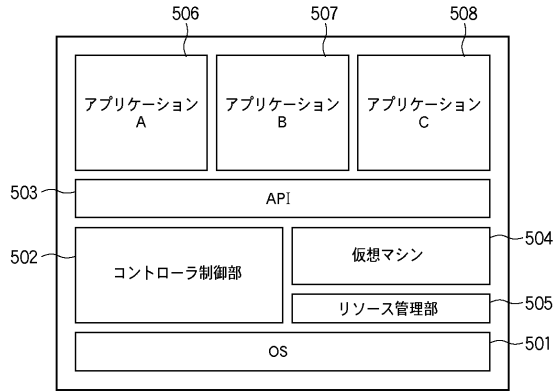 506
507
508
アプリケーション
A
アプリケーション
B
アプリケーション
C
503
API
502
コントローラ制御部
仮想マシン
504
リソース管理部
505
OS
501